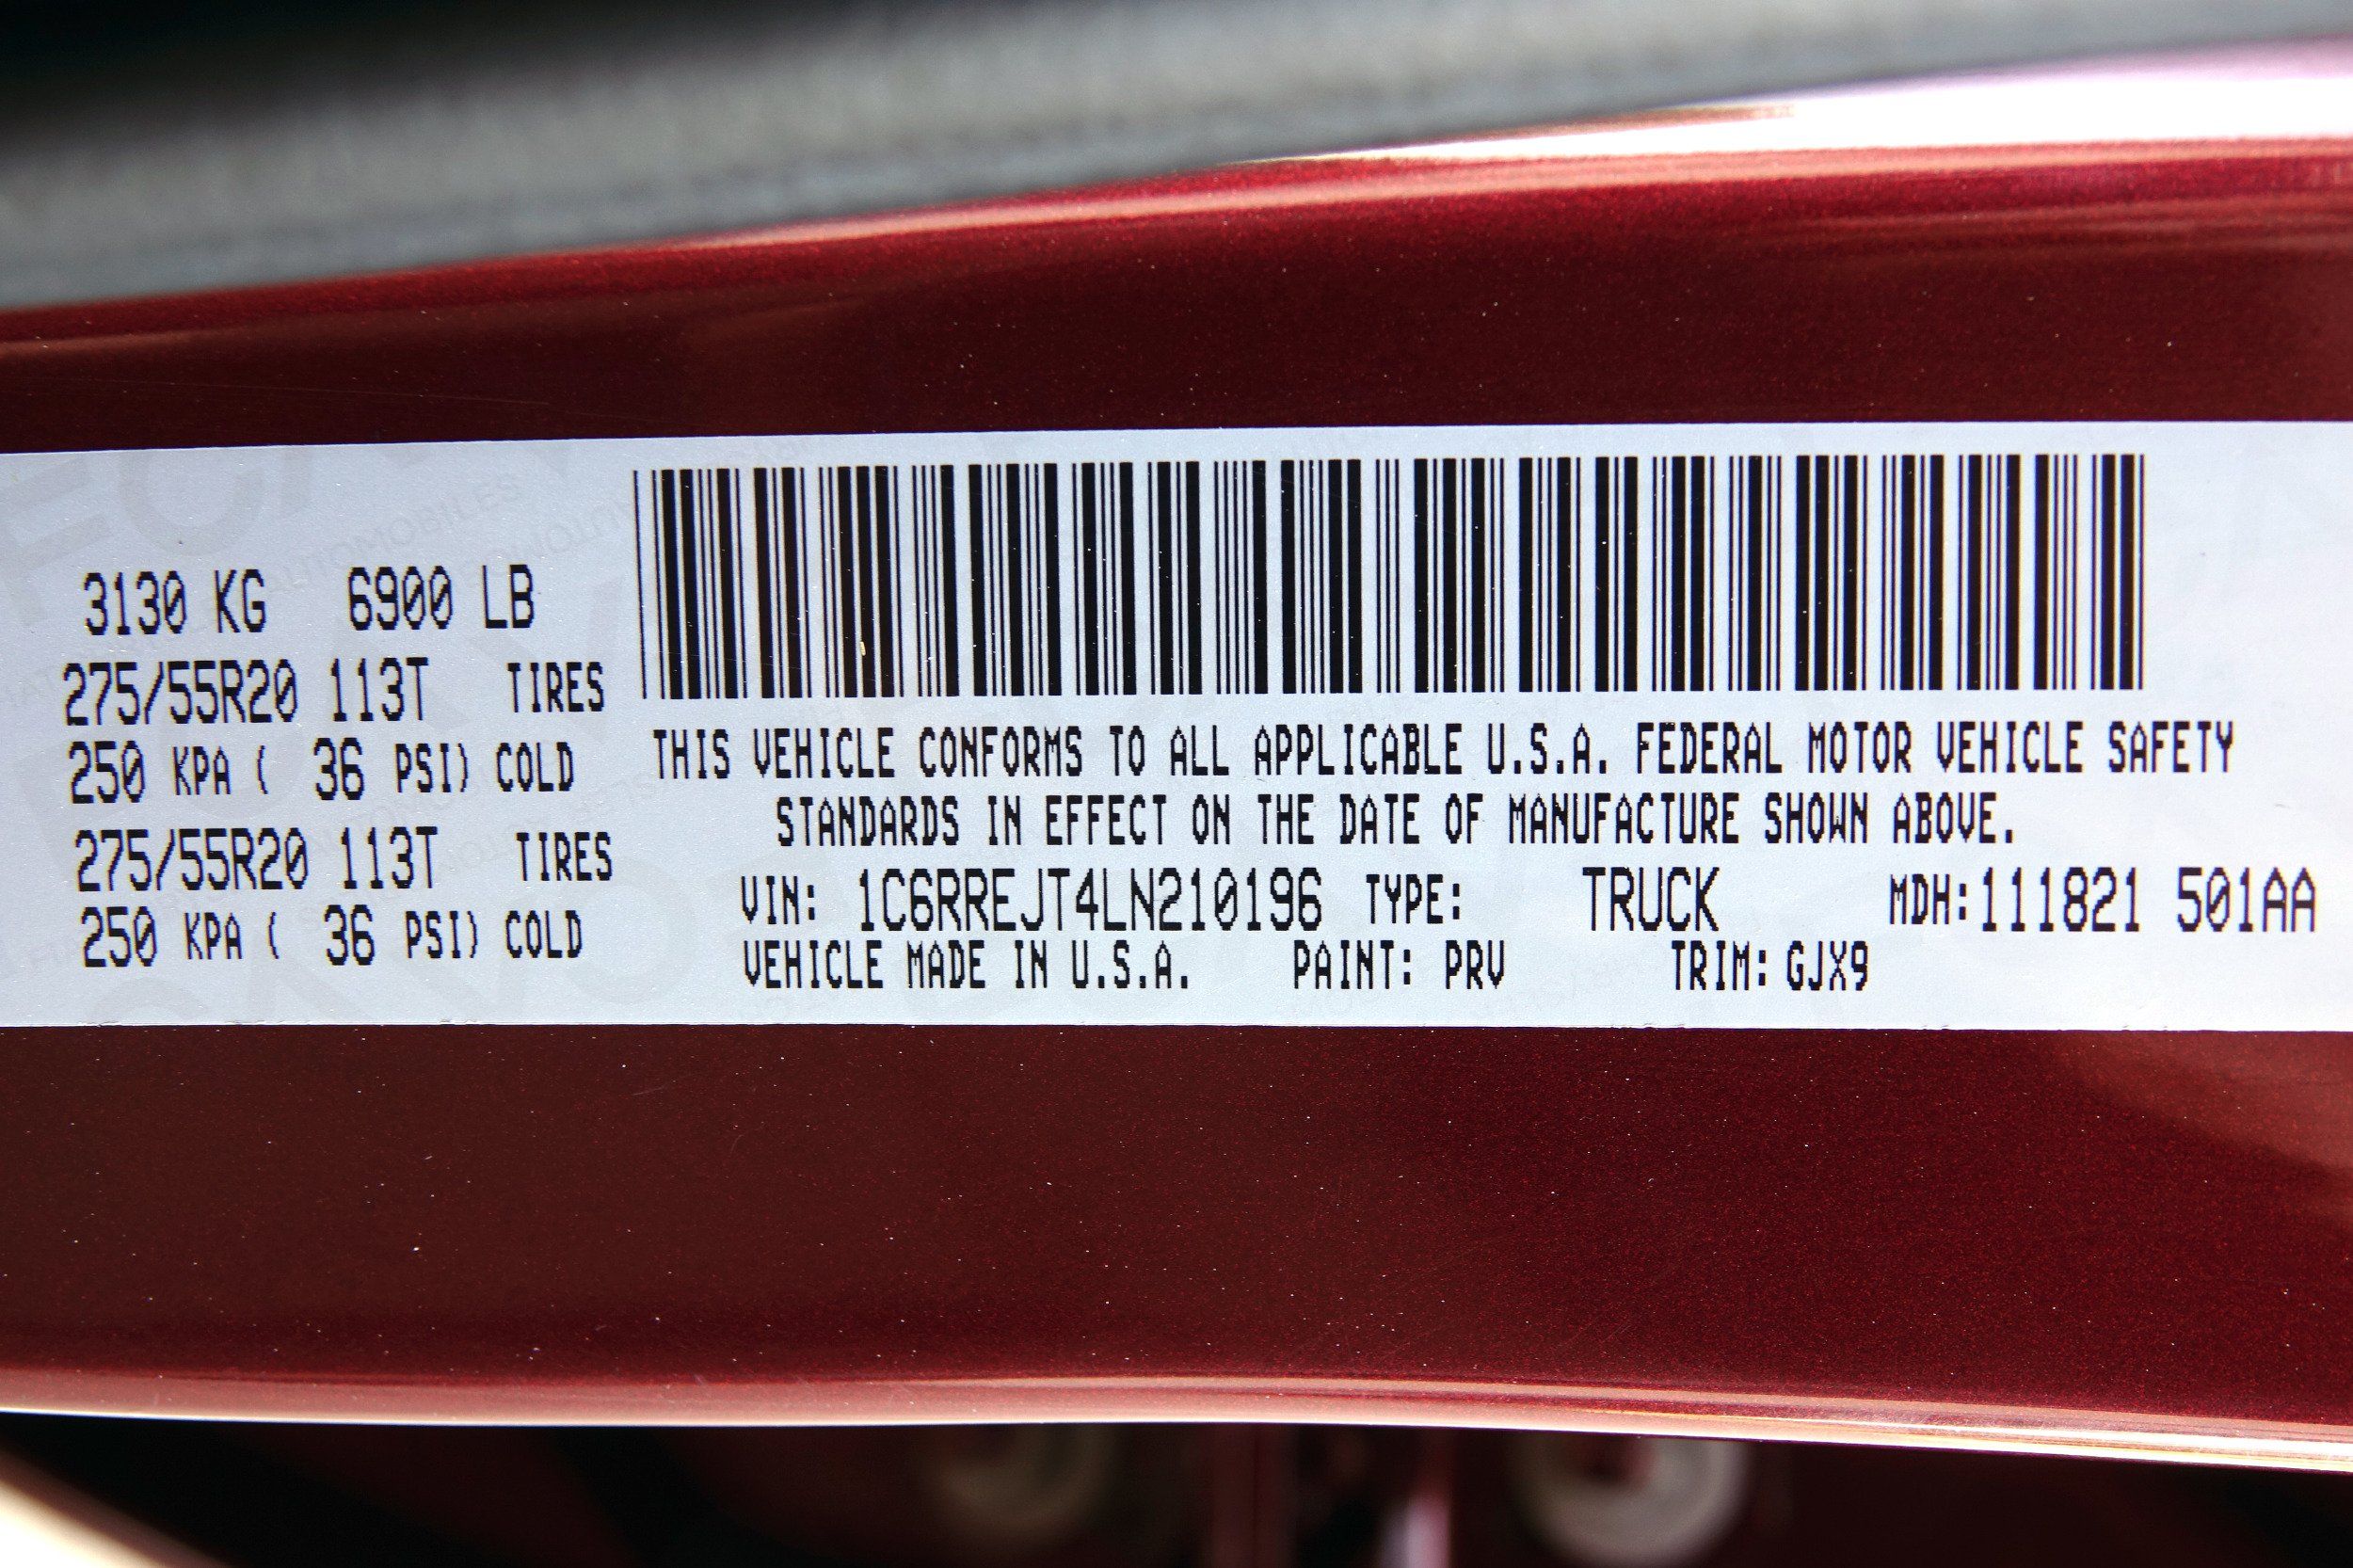 3130 KG 6900 LB
275/55R20 113T TIRES
250 KPA ( 36 PSI) COLD
275/55R20 113T TIRES
250 KPA ( 36 PSI) COLD
THIS VEHICLE CONFORMS TO ALL APPLICABLE U.S.A. FEDERAL MOTOR VEHICLE SAFETY
STANDARDS IN EFFECT ON THE DATE OF MANUFACTURE SHOWN ABOVE.
VIN: 1C6RREJT4LN210196 TYPE: TRUCK MDH:111821 501AA
VEHICLE MADE IN U.S.A. PAINT: PRV TRIM: GJX9